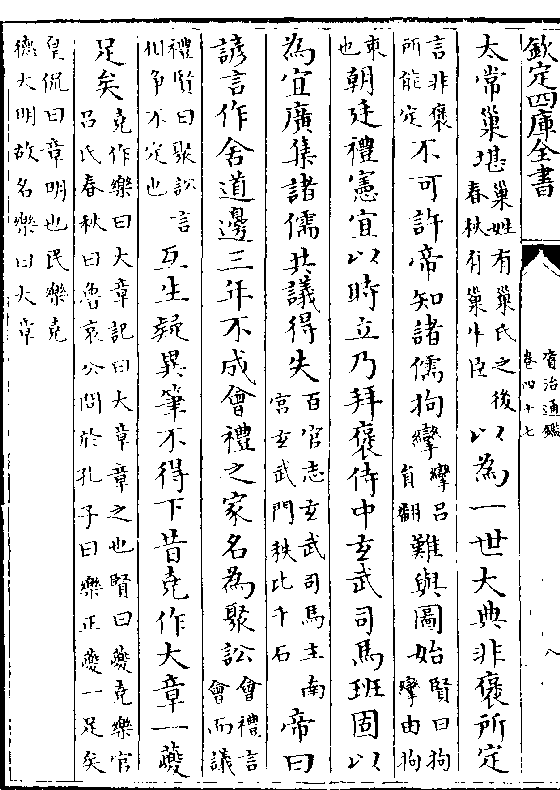 欽定四庫全書
資治通鑑
卷四十七
八
太常巢堪巢姓有巢氏之後春秋有巢牛臣以為一世大典非褒所定
言非褒所能定不可許帝知諸儒拘攣攣吕員翻難與圖始賢曰拘攣由拘
束也朝廷禮憲宜以時立乃拜褒侍中玄武司馬班固以
為宜廣集諸儒共議得失百官志玄武司馬主南宮玄武門秩比千石帝曰
諺言作舍道邊三年不成會禮之家名為聚訟會禮言會而議
禮賢曰聚訟言争不定也互生疑異筆不得下昔堯作大章一夔
足矣堯作樂曰大章記曰大章章之也賢曰夔堯樂官吕氏春秋曰魯哀公問於孔子曰樂正夔一足矣
皇侃曰章明也民樂堯德大明故名樂曰大章